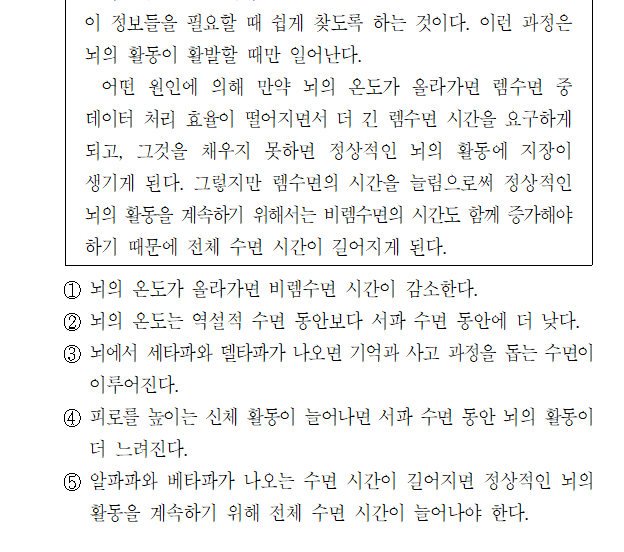 이 정보들을 필요할 때 쉽게 찾도록 하는 것이다. 이런 과정은
뇌의 활동이 활발할 때만 일어난다.
어떤 원인에 의해 만약 뇌의 온도가 올라가면 렘수면 중
데이터 처리 효율이 떨어지면서 더 긴 렘수면 시간을 요구하게
되고, 그것을 채우지 못하면 정상적인 뇌의 활동에 지장이
생기게 된다. 그렇지만 렘수면의 시간을 늘림으로써 정상적인
뇌의 활동을 계속하기 위해서는 비렘수면의 시간도 함께 증가해야
하기 때문에 전체 수면 시간이 길어지게 된다.
① 뇌의 온도가 올라가면 비렘수면 시간이 감소한다.
② 뇌의 온도는 역설적 수면 동안보다 서파 수면 동안에 더 낮다.
③ 뇌에서 세타파와 델타파가 나오면 기억과 사고 과정을 돕는 수면이
이루어진다.
④ 피로를 높이는 신체 활동이 늘어나면 서파 수면 동안 뇌의 활동이
더 느려진다.
⑤ 알파파와 베타파가 나오는 수면 시간이 길어지면 정상적인 뇌의
활동을 계속하기 위해 전체 수면 시간이 늘어나야 한다.